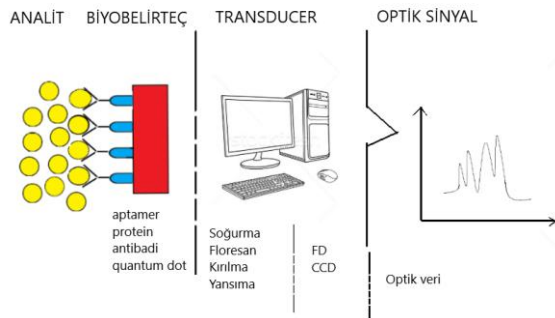 ANALİT
BİYOBELİRTEÇ
TRANSDUCER
OPTİK SİNYAL
aptamer
protein
antibadi
quantum dot
Soğurma
Floresan
Kırılma
Yansıma
FD
CCD
Optik veri